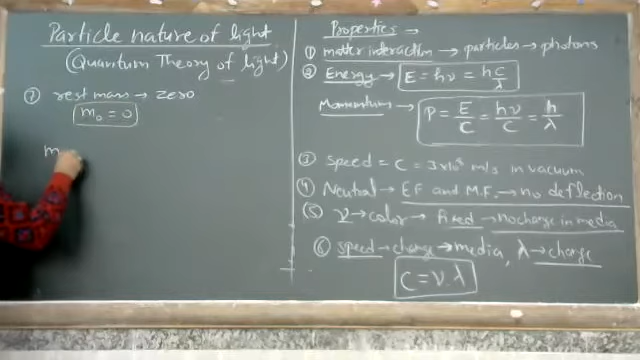 Particle nature of light
(Quantum Theory of light)
⑦ rest mass → zero
m₀ = 0
m
Properties →
① matter interaction → particles → photons
② Energy → E = hν = hc/λ
Momentum → P = E/C = hν/C = h/λ
③ speed = C = 3×10⁸ m/s in vacuum
④ Neutral → E.F and M.F. → no deflection
(5) ν → color → fixed → no change in media
⑥ speed → change → media, λ → change
C = ν.λ